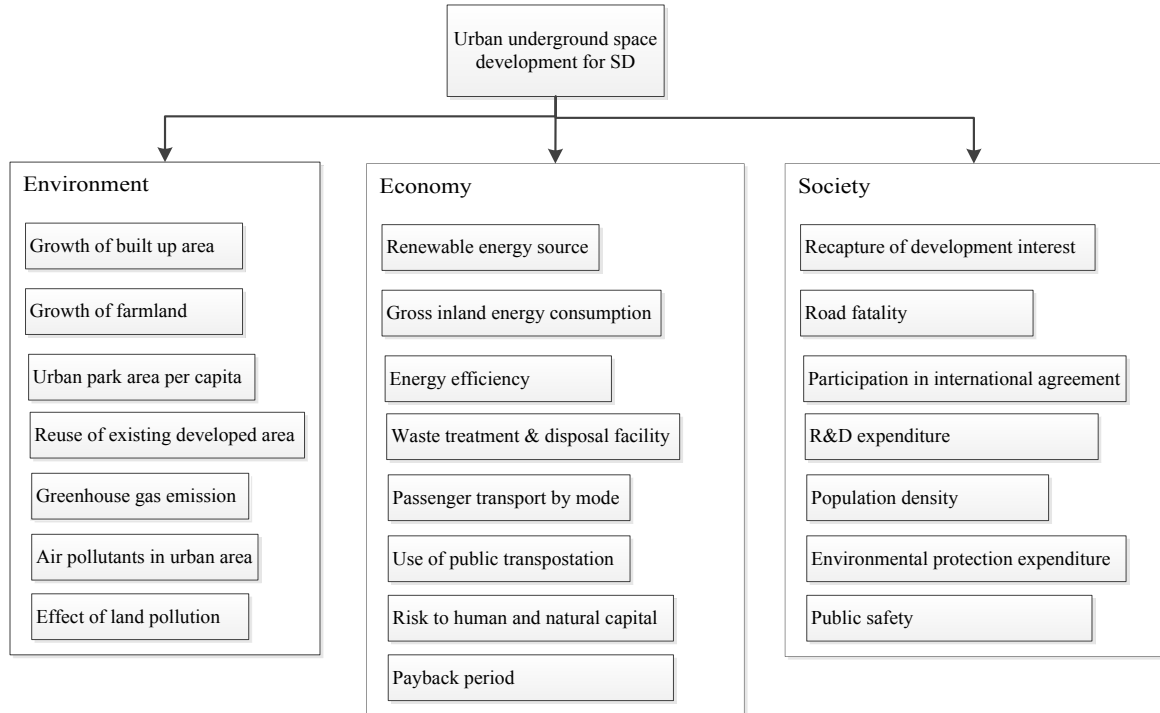 Urban underground space
development for SD
Environment
Growth of built up area
Growth of farmland
Urban park area per capita
Reuse of existing developed area
Greenhouse gas emission
Air pollutants in urban area
Effect of land pollution
Economy
Renewable energy source
Gross inland energy consumption
Energy efficiency
Waste treatment & disposal facility
Passenger transport by mode
Use of public transpostation
Risk to human and natural capital
Payback period
Society
Recapture of development interest
Road fatality
Participation in international agreement
R&D expenditure
Population density
Environmental protection expenditure
Public safety